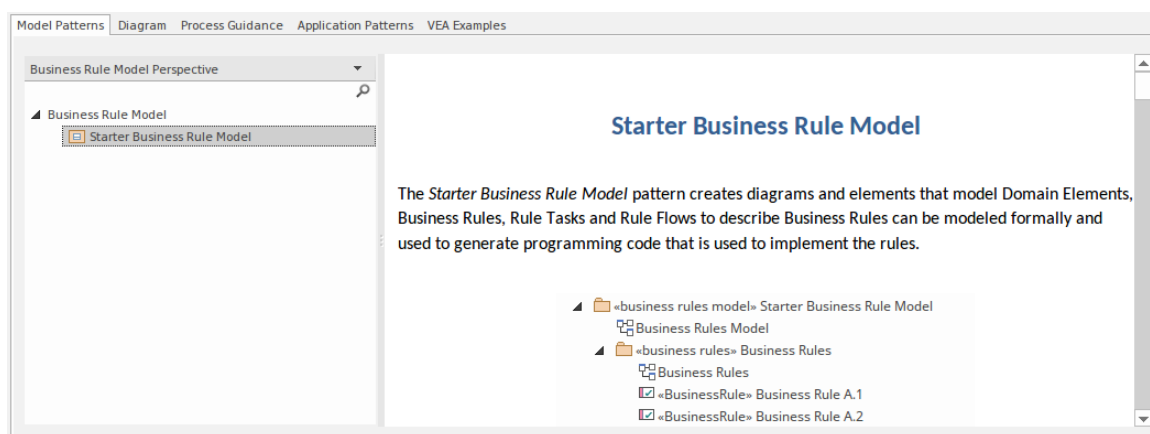 Model Patterns Diagram Process Guidance Application Patterns VEA Examples
Business Rule Model Perspective
Business Rule Model
Starter Business Rule Model
Starter Business Rule Model
The Starter Business Rule Model pattern creates diagrams and elements that model Domain Elements,
Business Rules, Rule Tasks and Rule Flows to describe Business Rules can be modeled formally and
used to generate programming code that is used to implement the rules.
«business rules model» Starter Business Rule Model
Business Rules Model
«business rules» Business Rules
Business Rules
«BusinessRule» Business Rule A.1
«BusinessRule» Business Rule A.2